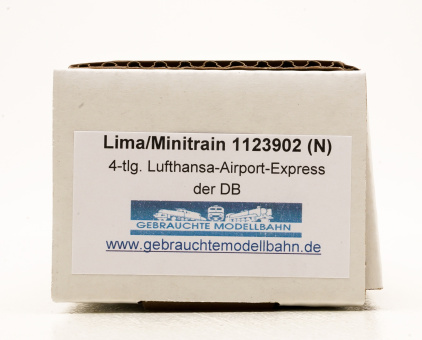 Lima/Minitrain 1123902 (N)
4-tlg. Lufthansa-Airport-Express
der DB
GEBRAUCHTE MODELLBAHN
www.gebrauchtemodellbahn.de